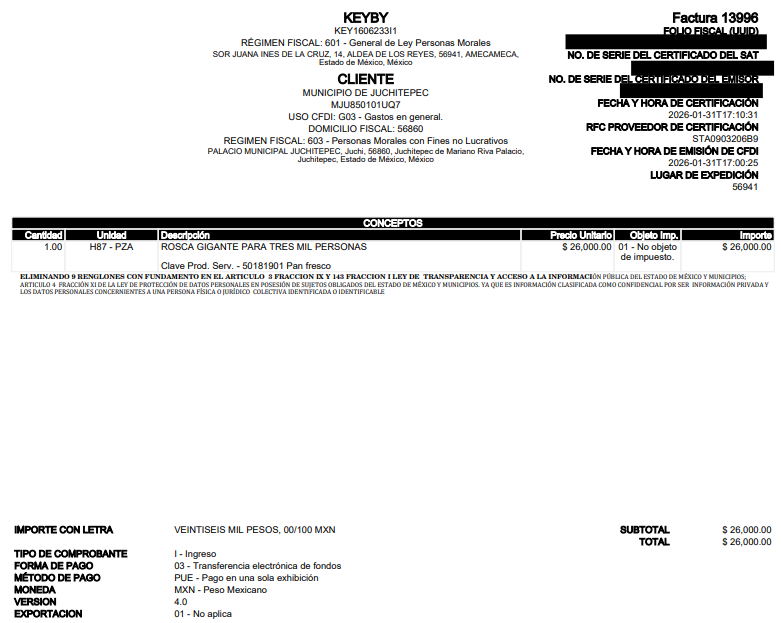 KEYBY
KEY1606233I1
RÉGIMEN FISCAL: 601 - General de Ley Personas Morales
SOR JUANA INES DE LA CRUZ, 14, ALDEA DE LOS REYES, 56941, AMECAMECA,
Estado de México, México
CLIENTE
MUNICIPIO DE JUCHITEPEC
MJU850101UQ7
USO CFDI: G03 - Gastos en general.
DOMICILIO FISCAL: 56860
REGIMEN FISCAL: 603 - Personas Morales con Fines no Lucrativos
PALACIO MUNICIPAL JUCHITEPEC, Juchi, 56860, Juchitepec de Mariano Riva Palacio,
Juchitepec, Estado de México, México
Factura 13996
FOLIO FISCAL (UUID)
NO. DE SERIE DEL CERTIFICADO DEL SAT
NO. DE SERIE DEL CERTIFICADO DEL EMISOR
FECHA Y HORA DE CERTIFICACIÓN
2026-01-31T17:10:31
RFC PROVEEDOR DE CERTIFICACIÓN
STA0903206B9
FECHA Y HORA DE EMISIÓN DE CFDI
2026-01-31T17:00:25
LUGAR DE EXPEDICIÓN
56941
CONCEPTOS
Cantidad Unidad Descripción Precio Unitario Objeto Imp. Importe
1.00 H87 - PZA ROSCA GIGANTE PARA TRES MIL PERSONAS $ 26,000.00 01 - No objeto $ 26,000.00
de impuesto.
Clave Prod. Serv. - 50181901 Pan fresco
ELIMINANDO 9 RENGLONES CON FUNDAMENTO EN EL ARTICULO 3 FRACCION IX Y 143 FRACCION I LEY DE TRANSPARENCIA Y ACCESO A LA INFORMACIÓN PÚBLICA DEL ESTADO DE MÉXICO Y MUNICIPIOS;
ARTICULO 4 FRACCIÓN XI DE LA LEY DE PROTECCIÓN DE DATOS PERSONALES EN POSESIÓN DE SUJETOS OBLIGADOS DEL ESTADO DE MÉXICO Y MUNICIPIOS. YA QUE ES INFORMACIÓN CLASIFICADA COMO CONFIDENCIAL POR SER INFORMACIÓN PRIVADA Y
LOS DATOS PERSONALES CONCERNIENTES A UNA PERSONA FÍSICA O JURÍDICO COLECTIVA IDENTIFICADA O IDENTIFICABLE
IMPORTE CON LETRA VEINTISEIS MIL PESOS, 00/100 MXN SUBTOTAL $ 26,000.00
TOTAL $ 26,000.00
TIPO DE COMPROBANTE I - Ingreso
FORMA DE PAGO 03 - Transferencia electrónica de fondos
MÉTODO DE PAGO PUE - Pago en una sola exhibición
MONEDA MXN - Peso Mexicano
VERSION 4.0
EXPORTACION 01 - No aplica